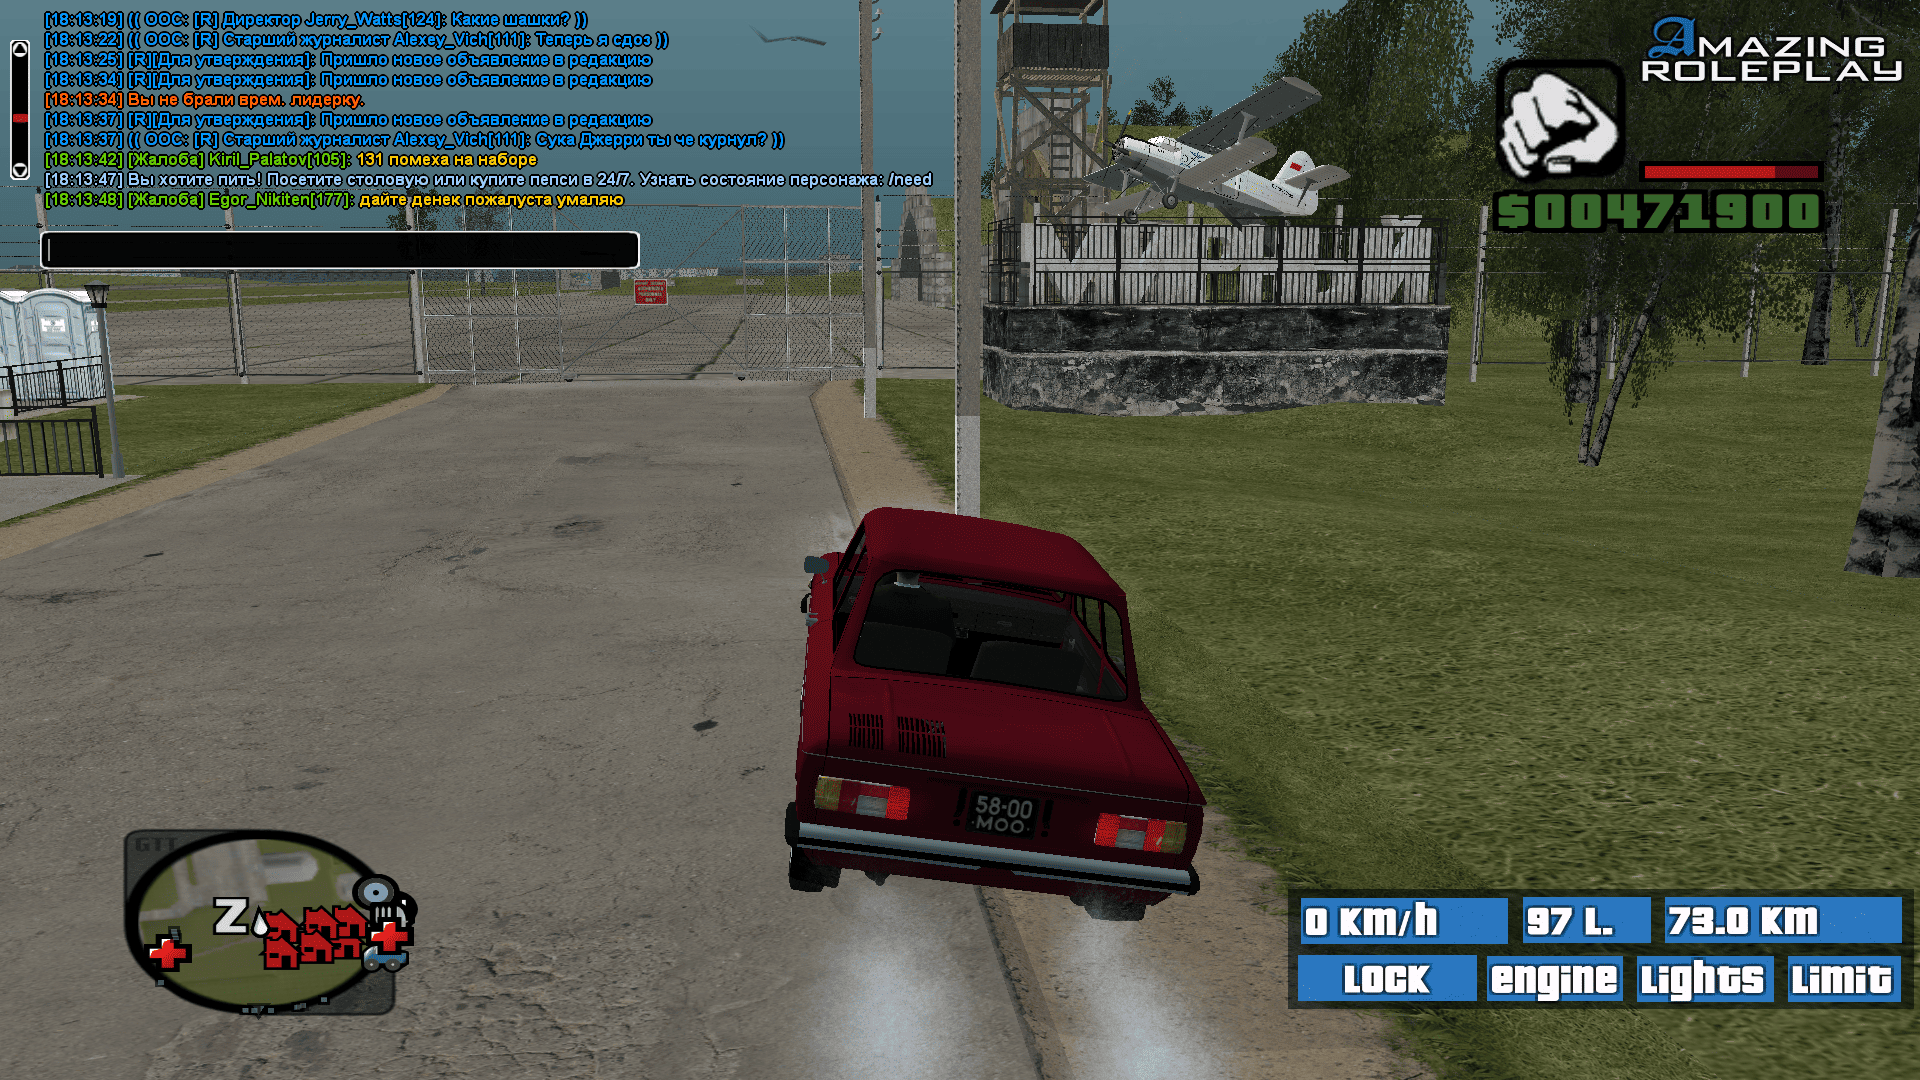 [18:13:19] (( OOC: [R] Директор Jerry_Watts[124]: Какие шашки? ))
[18:13:22] (( OOC: [R] Старший журналист Alexey_Vich[111]: Теперь я сдоз ))
[18:13:25] [R][Для утверждения]: Пришло новое объявление в редакцию
[18:13:34] [R][Для утверждения]: Пришло новое объявление в редакцию
[18:13:34] Вы не брали врем. лидерку.
[18:13:37] [R][Для утверждения]: Пришло новое объявление в редакцию
[18:13:37] (( OOC: [R] Старший журналист Alexey_Vich[111]: Сука Джерри ты че курнул? ))
[18:13:42] [Жалоба] Kiril_Palatov[105]: 131 помеха на наборе
[18:13:47] Вы хотите пить! Посетите столовую или купите пепси в 24/7. Узнать состояние персонажа: /need
[18:13:48] [Жалоба] Egor_Nikiten[177]: дайте денек пожалуста умаляю
AMAZING
ROLEPLAY
$00471900
58-00
МОО
GTT
Z
0 Km/h
97 L.
73.0 Km
LOCK
engine
Lights
Limit